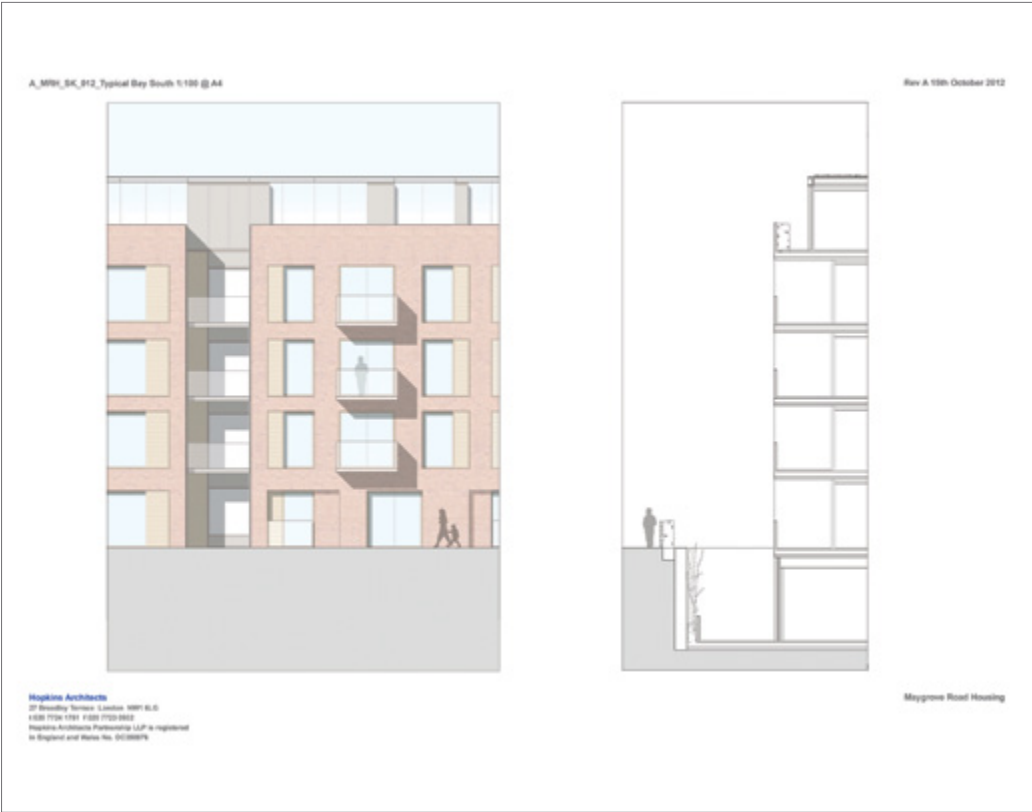 A_MRH_SK_012_Typical Bay South 1:100 @ A4
Rev A 10th October 2012
Hopkins Architects
27 Broadley Terrace London NW1 6LG
Hopkins Architects Partnership LLP is registered
in England and Wales No.
Maygrove Road Housing